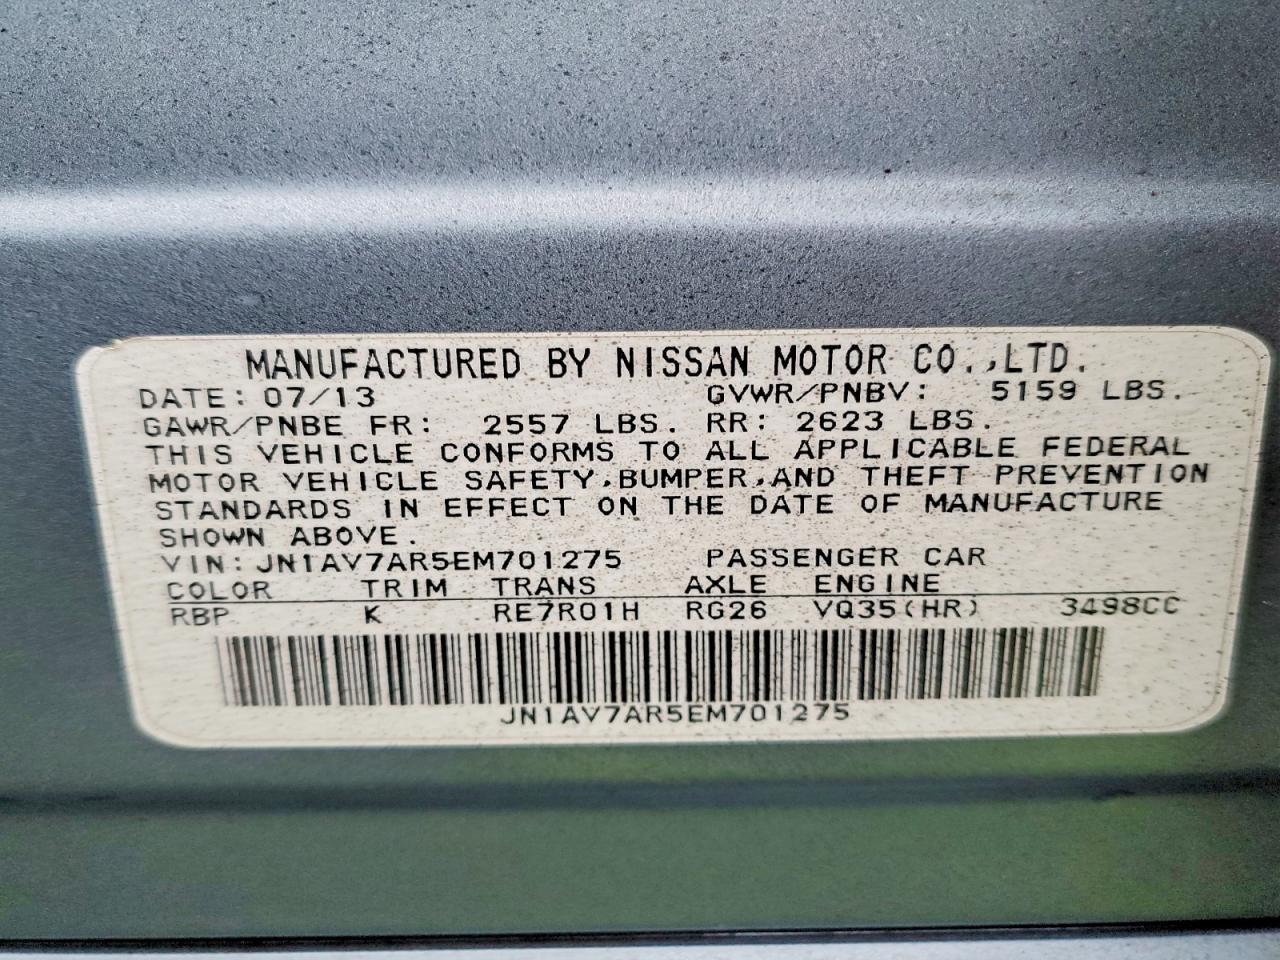 MANUFACTURED BY NISSAN MOTOR CO.,LTD.
DATE: 07/13 GVWR/PNBV: 5159 LBS.
GAWR/PNBE FR: 2557 LBS. RR: 2623 LBS.
THIS VEHICLE CONFORMS TO ALL APPLICABLE FEDERAL
MOTOR VEHICLE SAFETY,BUMPER,AND THEFT PREVENTION
STANDARDS IN EFFECT ON THE DATE OF MANUFACTURE
SHOWN ABOVE.
VIN: JN1AV7AR5EM701275 PASSENGER CAR
COLOR TRIM TRANS AXLE ENGINE
RBP K RE7R01H RG26 VQ35(HR) 3498CC
JN1AV7AR5EM701275